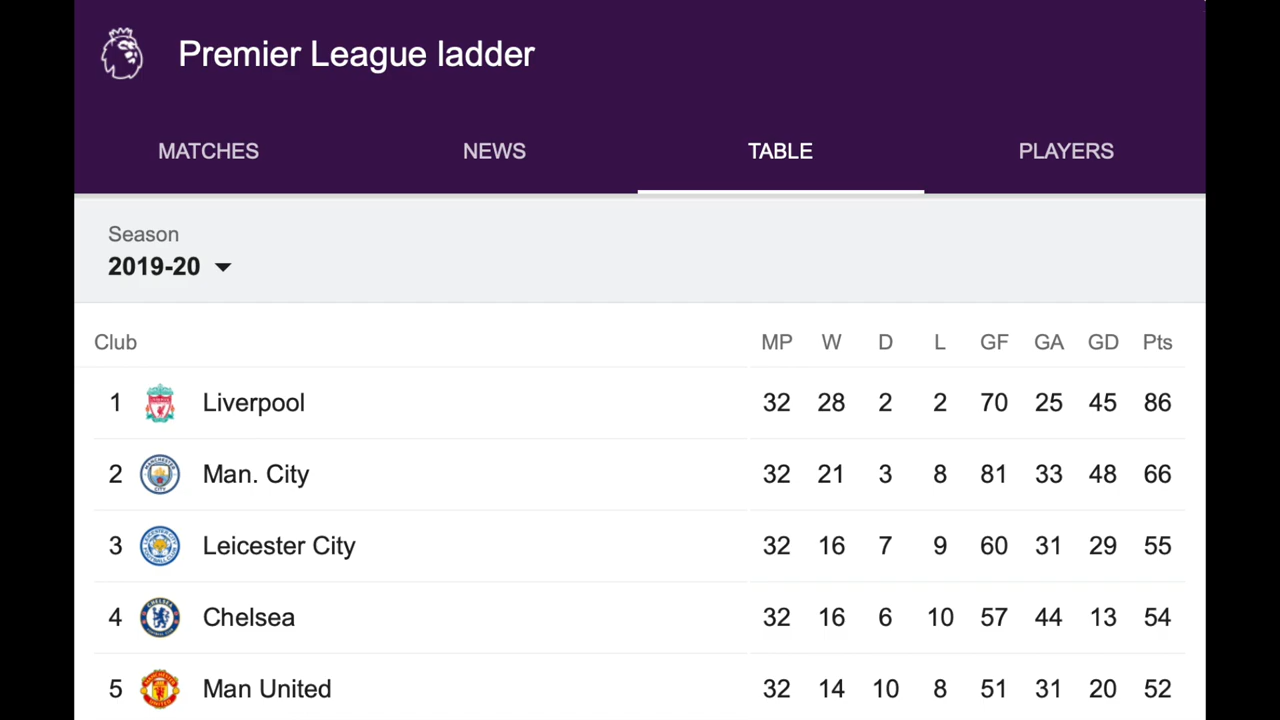 Premier League ladder
MATCHES NEWS TABLE PLAYERS
Season
2019-20
Club MP W D L GF GA GD Pts
1 Liverpool 32 28 2 2 70 25 45 86
2 Man. City 32 21 3 8 81 33 48 66
3 Leicester City 32 16 7 9 60 31 29 55
4 Chelsea 32 16 6 10 57 44 13 54
5 Man United 32 14 10 8 51 31 20 52